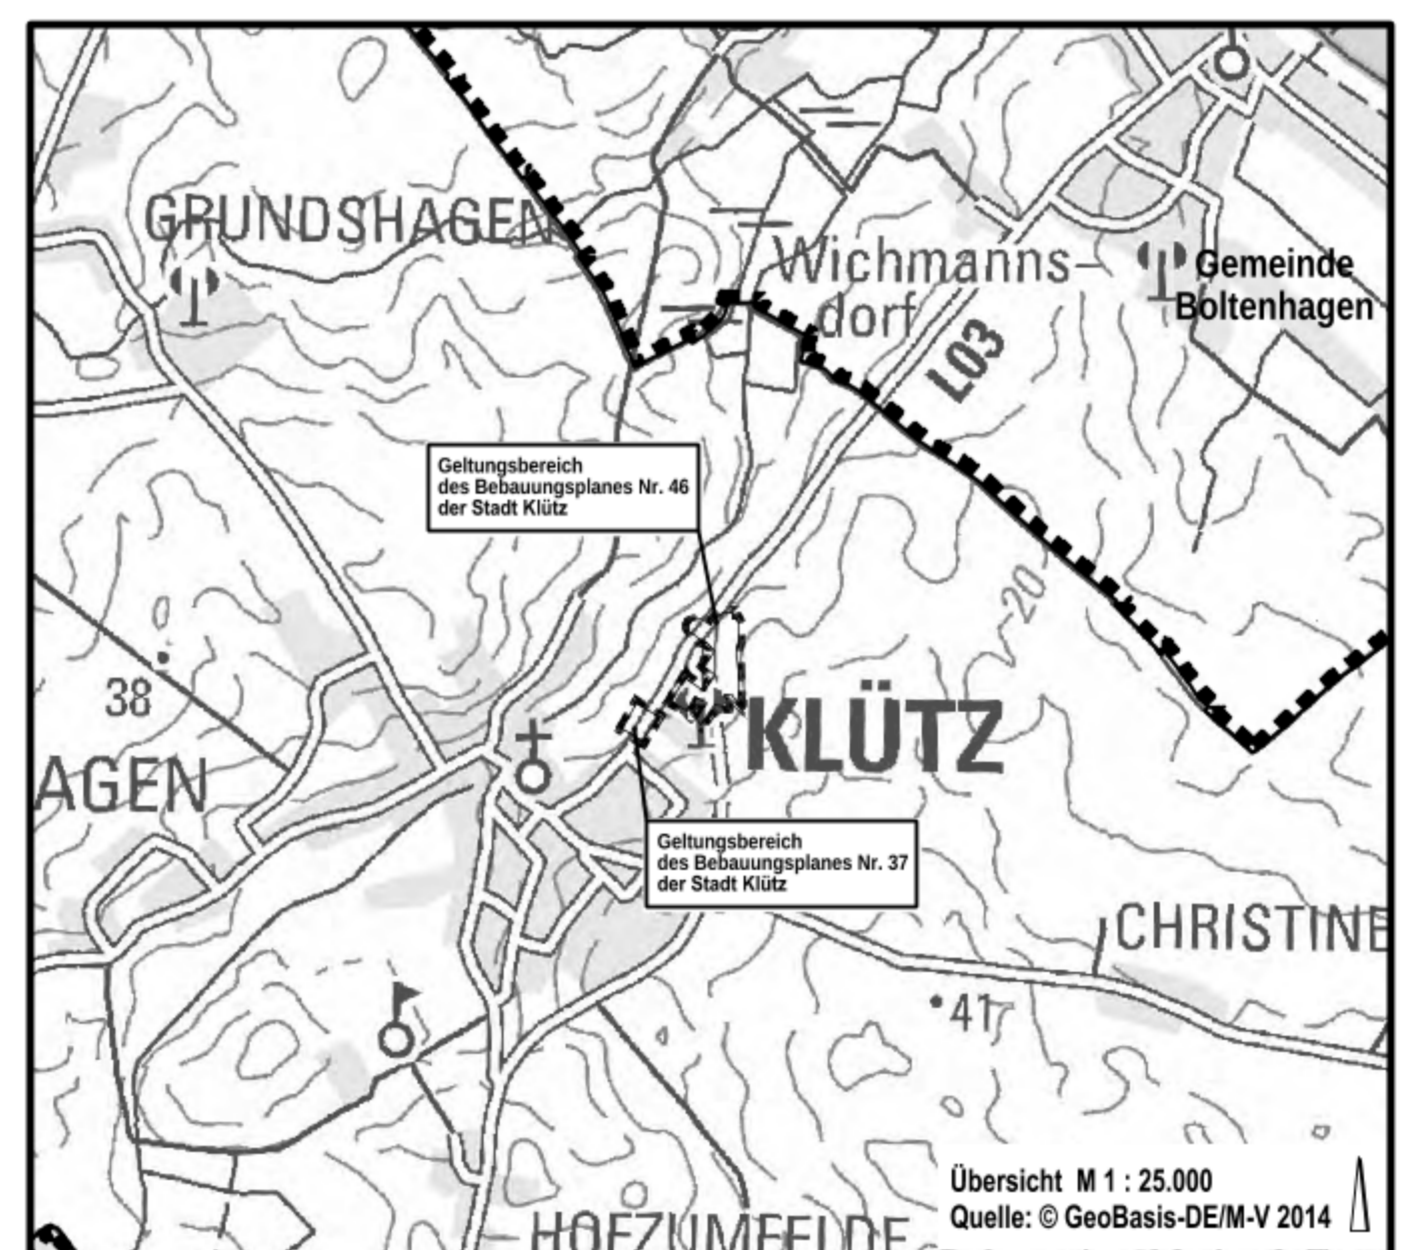 GRUNDSHAGEN
Wichmanns-
dorf
Gemeinde
Boltenhagen
L03
Geltungsbereich
des Bebauungsplanes Nr. 46
der Stadt Klütz
20
38
KLÜTZ
AGEN
Geltungsbereich
des Bebauungsplanes Nr. 37
der Stadt Klütz
CHRISTINE
41
Übersicht M 1 : 25.000
Quelle: © GeoBasis-DE/M-V 2014
HOFZUMFELDE